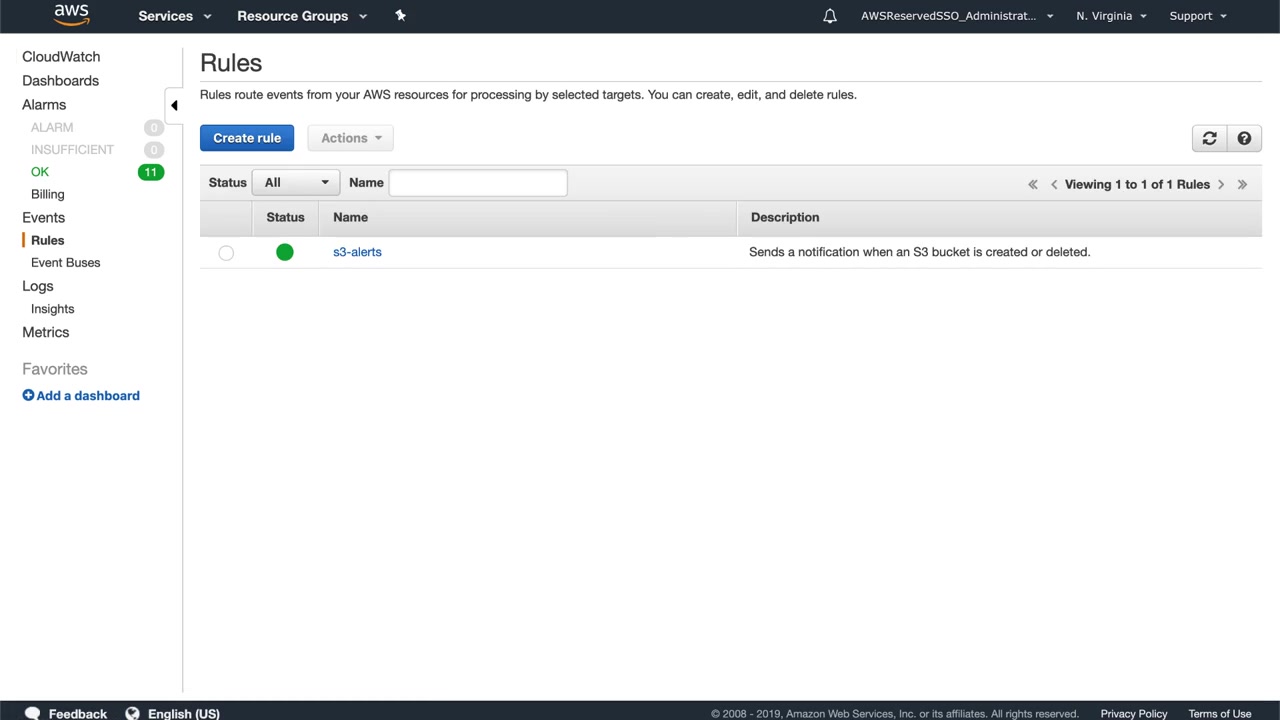 aws Services Resource Groups AWSReservedSSO_Administrat... N. Virginia Support
CloudWatch
Dashboards
Alarms
ALARM 0
INSUFFICIENT 0
OK 11
Billing
Events
Rules
Event Buses
Logs
Insights
Metrics
Favorites
Add a dashboard
Rules
Rules route events from your AWS resources for processing by selected targets. You can create, edit, and delete rules.
Create rule Actions
Status All Name « < Viewing 1 to 1 of 1 Rules > »
Status Name Description
s3-alerts Sends a notification when an S3 bucket is created or deleted.
Feedback English (US) © 2008 - 2019, Amazon Web Services, Inc. or its affiliates. All rights reserved. Privacy Policy Terms of Use